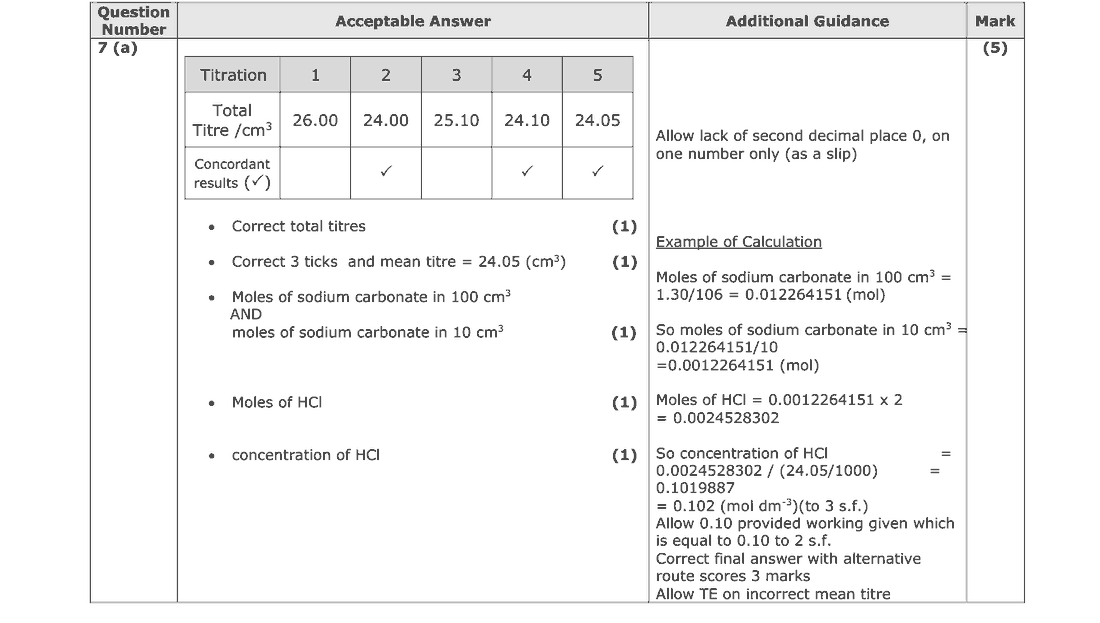 Question Number
Acceptable Answer
Additional Guidance
Mark
7 (a)
(5)
Titration 1 2 3 4 5
Total
Titre /cm³ 26.00 24.00 25.10 24.10 24.05
Concordant
results (✓) ✓ ✓ ✓
• Correct total titres (1)
• Correct 3 ticks and mean titre = 24.05 (cm³) (1)
• Moles of sodium carbonate in 100 cm³
AND
moles of sodium carbonate in 10 cm³ (1)
• Moles of HCl (1)
• concentration of HCl (1)
Allow lack of second decimal place 0, on
one number only (as a slip)
Example of Calculation
Moles of sodium carbonate in 100 cm³ =
1.30/106 = 0.012264151 (mol)
So moles of sodium carbonate in 10 cm³ =
0.012264151/10
=0.0012264151 (mol)
Moles of HCl = 0.0012264151 x 2
= 0.0024528302
So concentration of HCl =
0.0024528302 / (24.05/1000) =
0.1019887
= 0.102 (mol dm⁻³)(to 3 s.f.)
Allow 0.10 provided working given which
is equal to 0.10 to 2 s.f.
Correct final answer with alternative
route scores 3 marks
Allow TE on incorrect mean titre